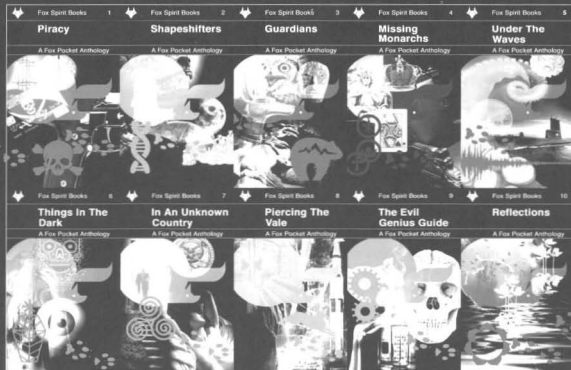 Fox Spirit Books 1
Piracy
A Fox Pocket Anthology
Fox Spirit Books 2
Shapeshifters
A Fox Pocket Anthology
Fox Spirit Books 3
Guardians
A Fox Pocket Anthology
Fox Spirit Books 4
Missing
Monarchs
A Fox Pocket Anthology
Fox Spirit Books 5
Under The
Waves
A Fox Pocket Anthology
Fox Spirit Books 6
Things In The
Dark
A Fox Pocket Anthology
Fox Spirit Books 7
In An Unknown
Country
A Fox Pocket Anthology
Fox Spirit Books 8
Piercing The
Vale
A Fox Pocket Anthology
Fox Spirit Books 9
The Evil
Genius Guide
A Fox Pocket Anthology
Fox Spirit Books 10
Reflections
A Fox Pocket Anthology